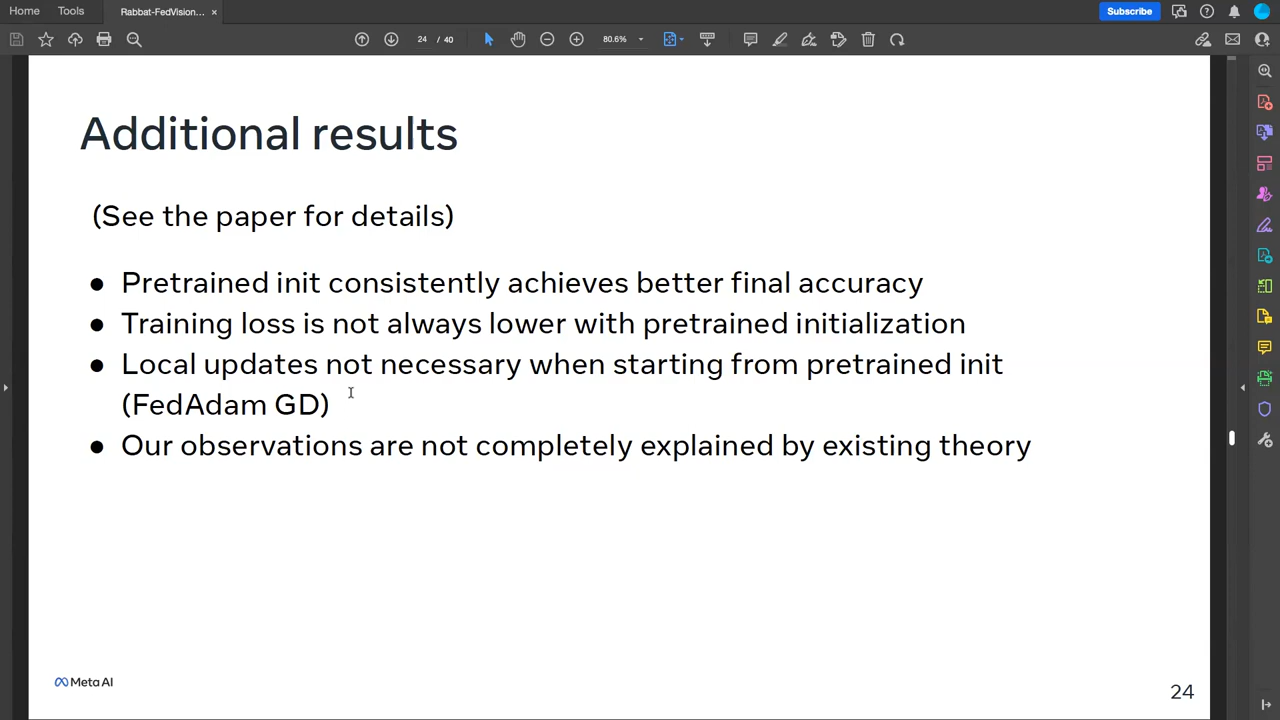 Home
Tools
Rabbat-FedVision... ×
Subscribe
24 / 40
80.6%
Additional results
(See the paper for details)
● Pretrained init consistently achieves better final accuracy
● Training loss is not always lower with pretrained initialization
● Local updates not necessary when starting from pretrained init
(FedAdam GD)
● Our observations are not completely explained by existing theory
Meta AI
24